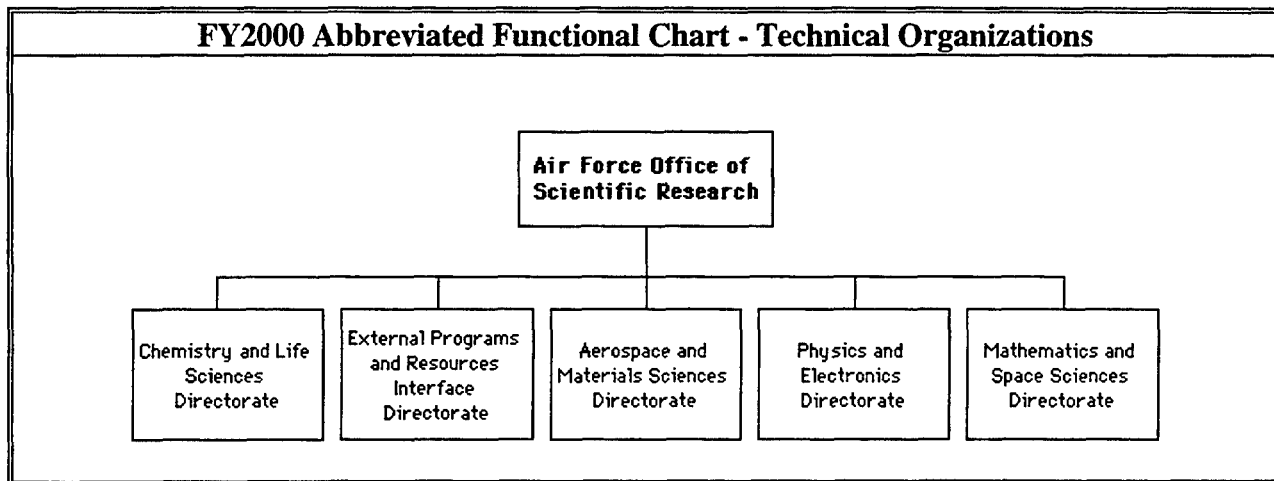 FY2000 Abbreviated Functional Chart - Technical Organizations
Air Force Office of
Scientific Research
Chemistry and Life
Sciences
Directorate
External Programs
and Resources
Interface
Directorate
Aerospace and
Materials Sciences
Directorate
Physics and
Electronics
Directorate
Mathematics and
Space Sciences
Directorate